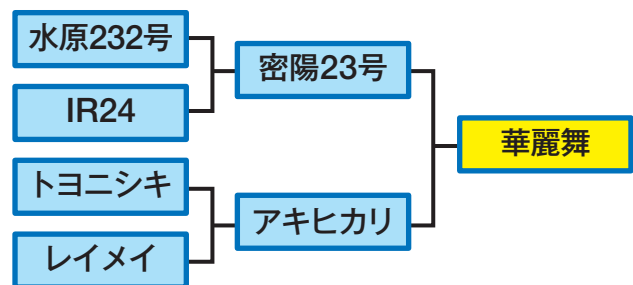 水原232号
IR24
密陽23号
トヨニシキ
レイメイ
アキヒカリ
華麗舞